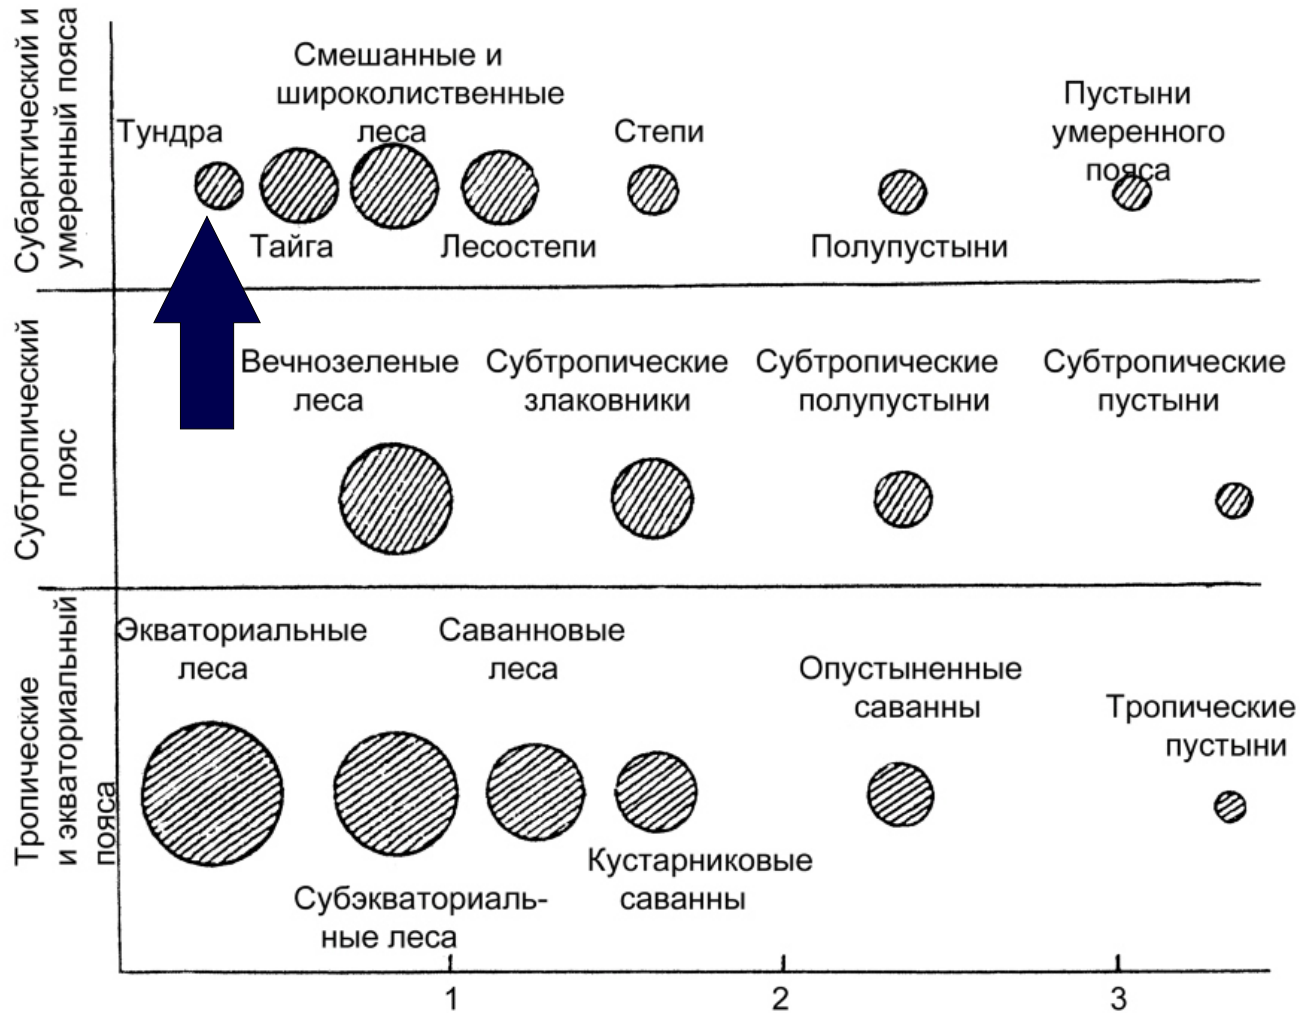 Субарктический и
умеренный пояса
Смешанные и
широколиственные
леса
Тундра
Степи
Пустыни
умеренного
пояса
Тайга
Лесостепи
Полупустыни
Субтропический
пояс
Вечнозеленые
леса
Субтропические
злаковники
Субтропические
полупустыни
Субтропические
пустыни
Тропические
и экваториальный
пояса
Экваториальные
леса
Саванновые
леса
Опустыненные
саванны
Тропические
пустыни
Кустарниковые
саванны
Субэкваториаль-
ные леса
1
2
3